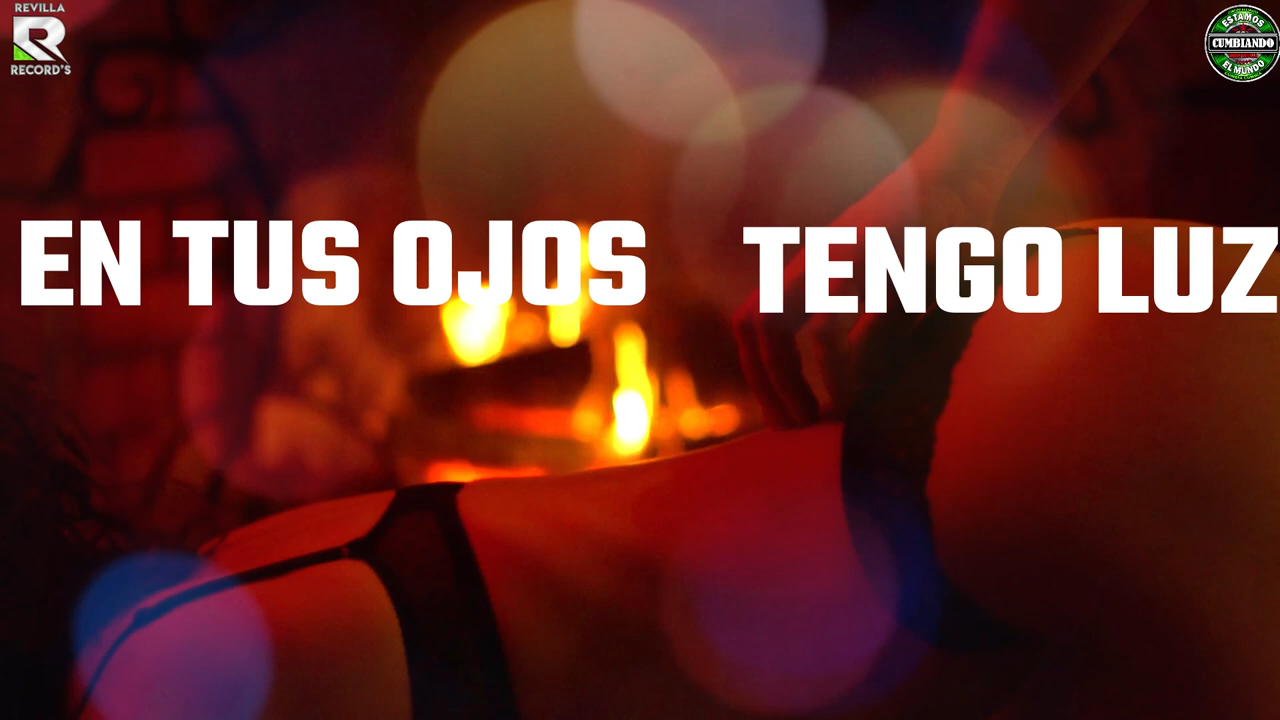 REVILLA
R
RECORD'S
ESTAMOS
CUMBIANDO
EL MUNDO
EN TUS OJOS TENGO LUZ